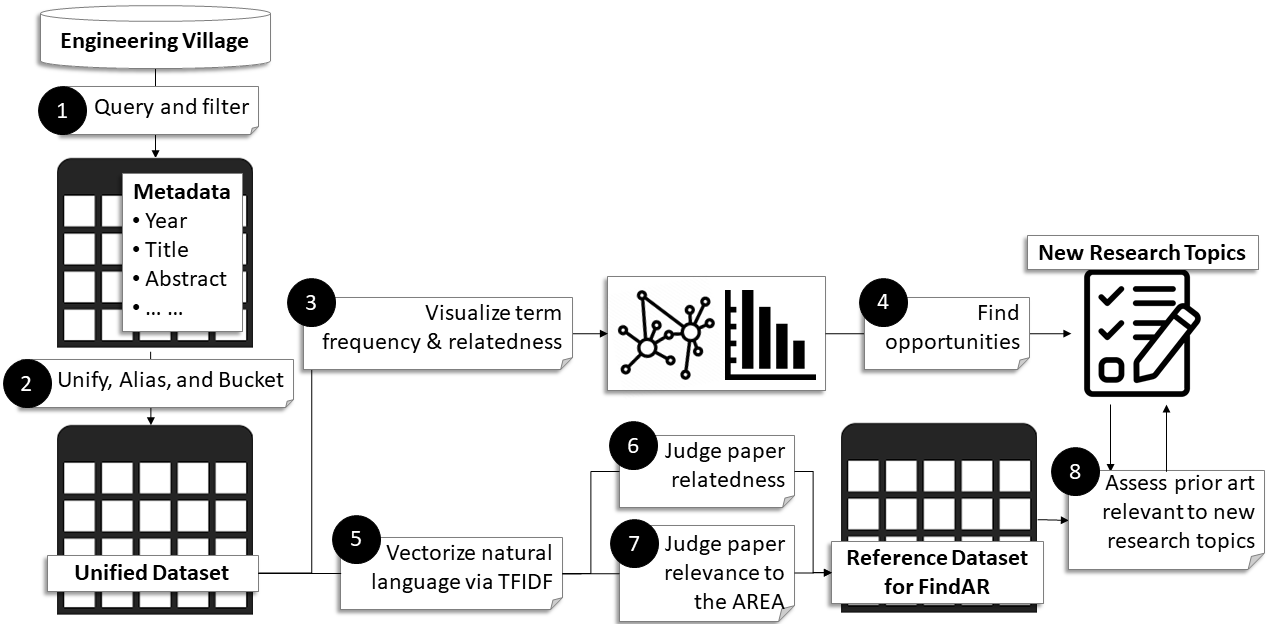 Engineering Village
1
Query and filter
Metadata
• Year
• Title
• Abstract
• ... ...
2
Unify, Alias, and Bucket
Unified Dataset
3
Visualize term
frequency & relatedness
4
Find
opportunities
New Research Topics
5
Vectorize natural
language via TFIDF
6
Judge paper
relatedness
7
Judge paper
relevance to
the AREA
Reference Dataset
for FindAR
8
Assess prior art
relevant to new
research topics